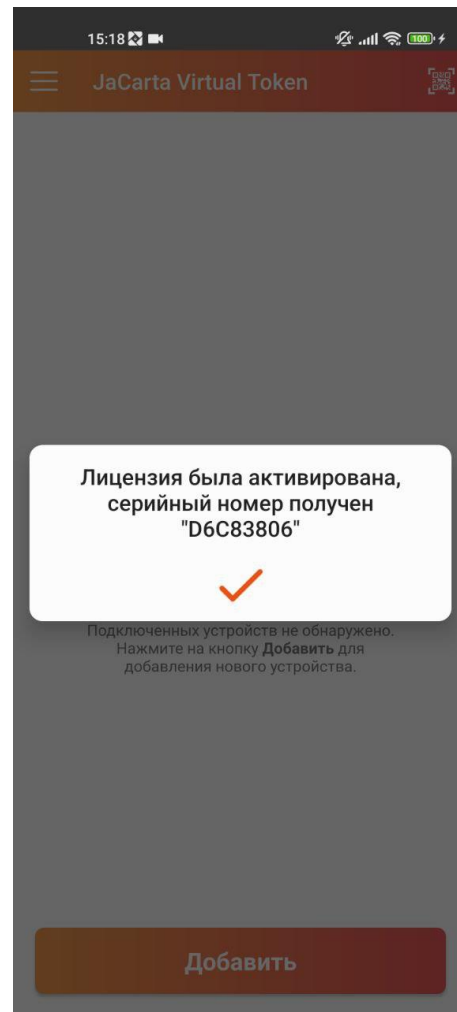 15:18
100
JaCarta Virtual Token
Лицензия была активирована,
серийный номер получен
"D6C83806"
Подключенных устройств не обнаружено.
Нажмите на кнопку Добавить для
добавления нового устройства.
Добавить